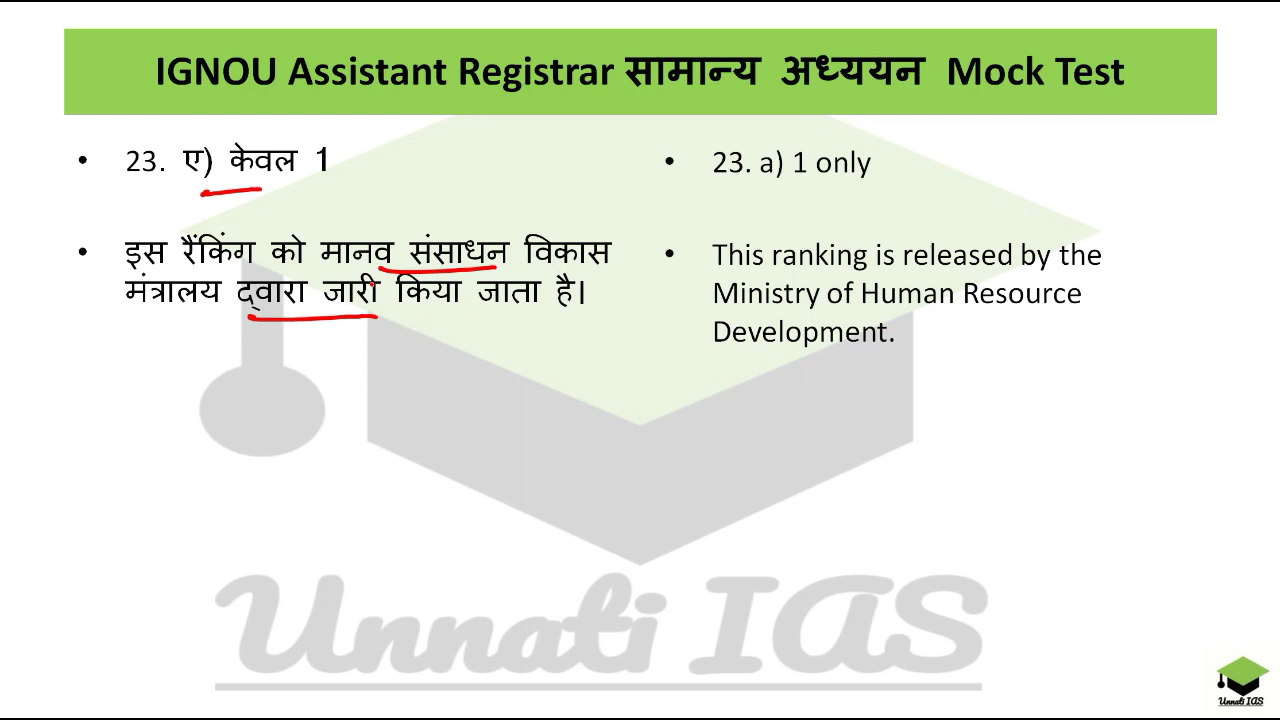 IGNOU Assistant Registrar सामान्य अध्ययन Mock Test
• 23. ए) केवल 1
• इस रैंकिंग को मानव संसाधन विकास
मंत्रालय द्वारा जारी किया जाता है।
• 23. a) 1 only
• This ranking is released by the
Ministry of Human Resource
Development.
Unnati IAS
Unnati IAS